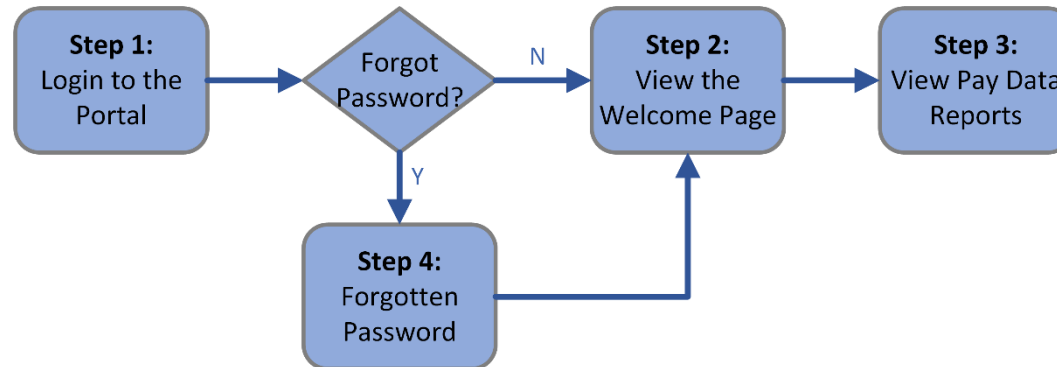 Step 1:
Login to the
Portal
Forgot
Password?
N
Step 2:
View the
Welcome Page
Step 3:
View Pay Data
Reports
Y
Step 4:
Forgotten
Password